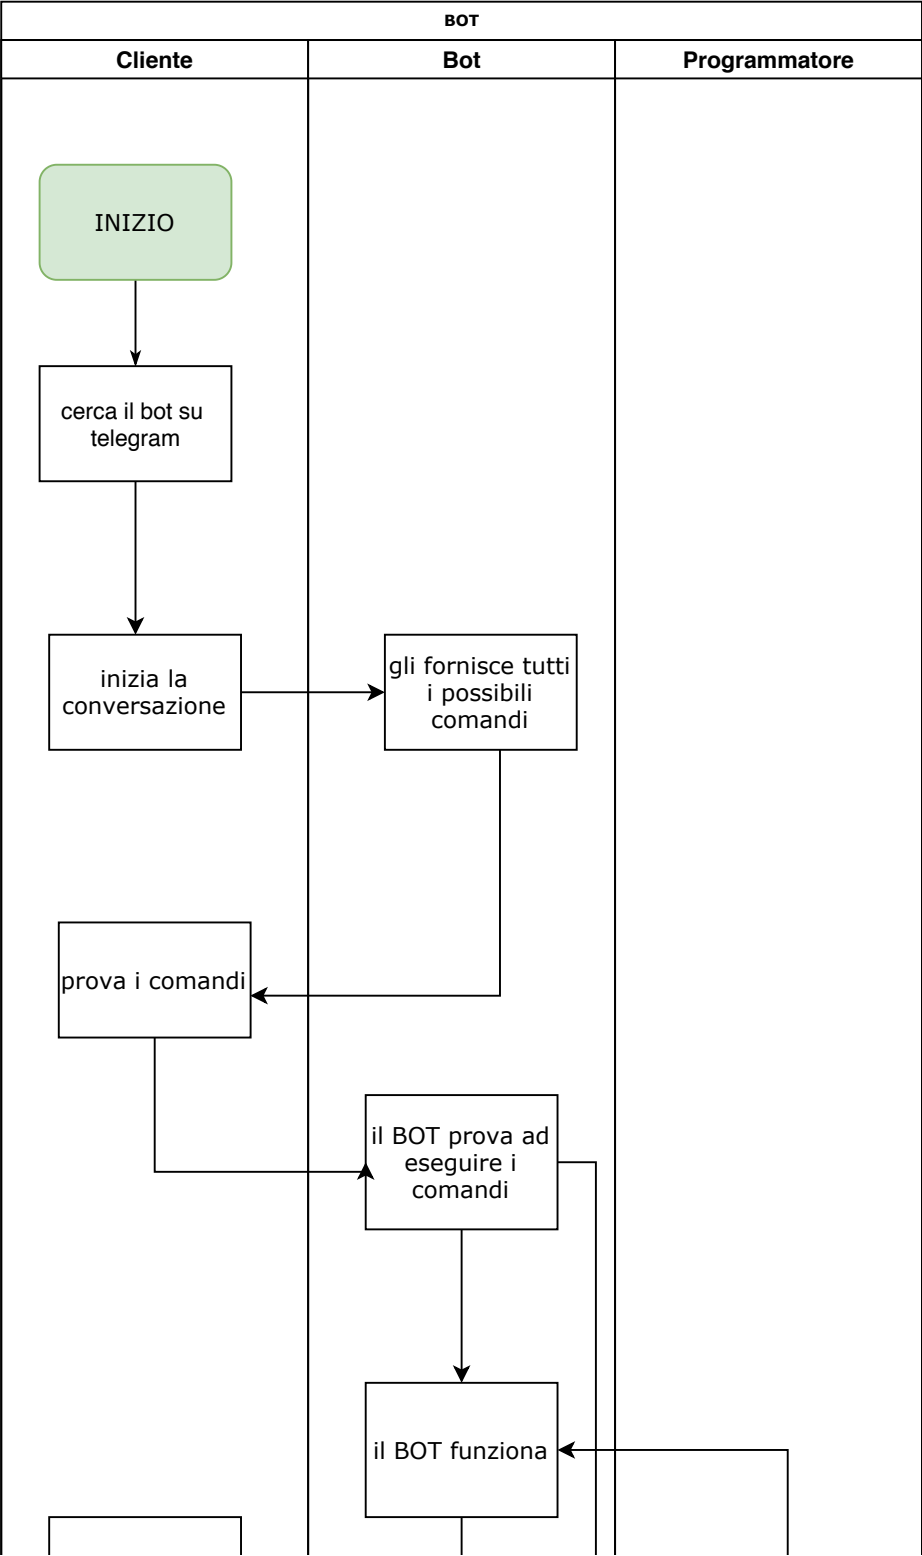 BOT
Cliente
Bot
Programmatore
INIZIO
cerca il bot su
telegram
inizia la
conversazione
gli fornisce tutti
i possibili
comandi
prova i comandi
il BOT prova ad
eseguire i
comandi
il BOT funziona